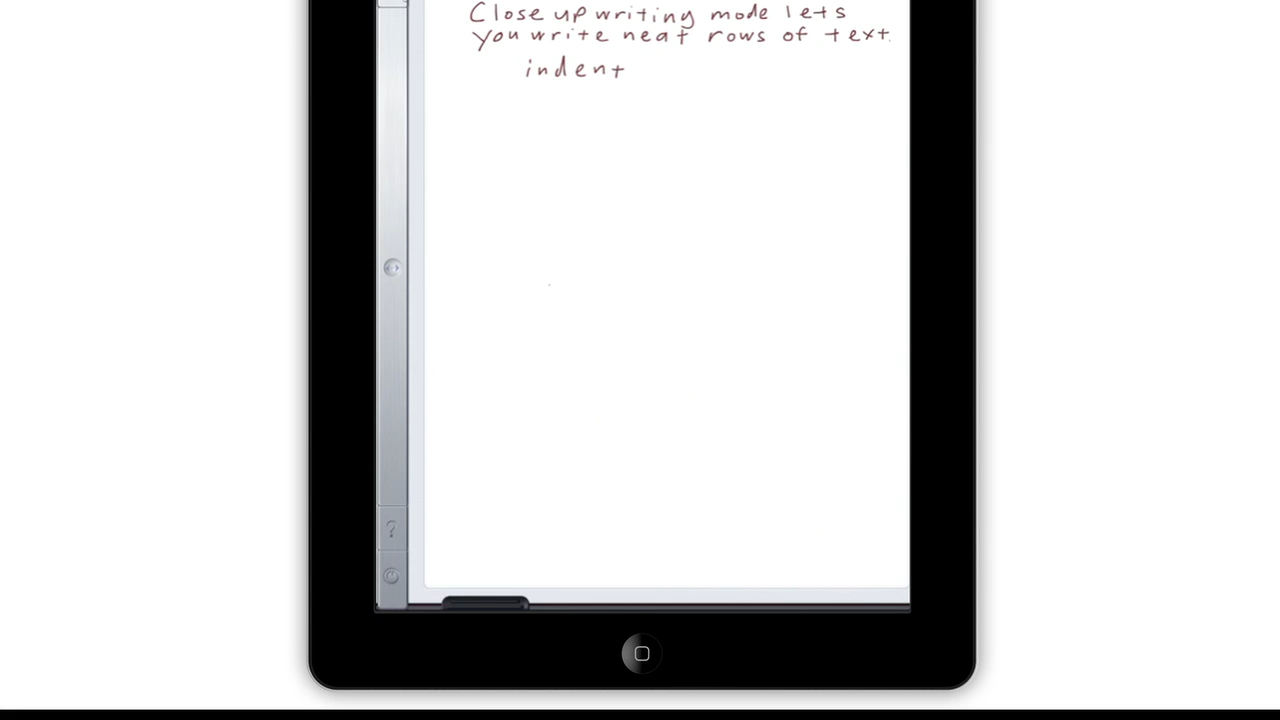 Close up writing mode lets
you write neat rows of text.
indent
?